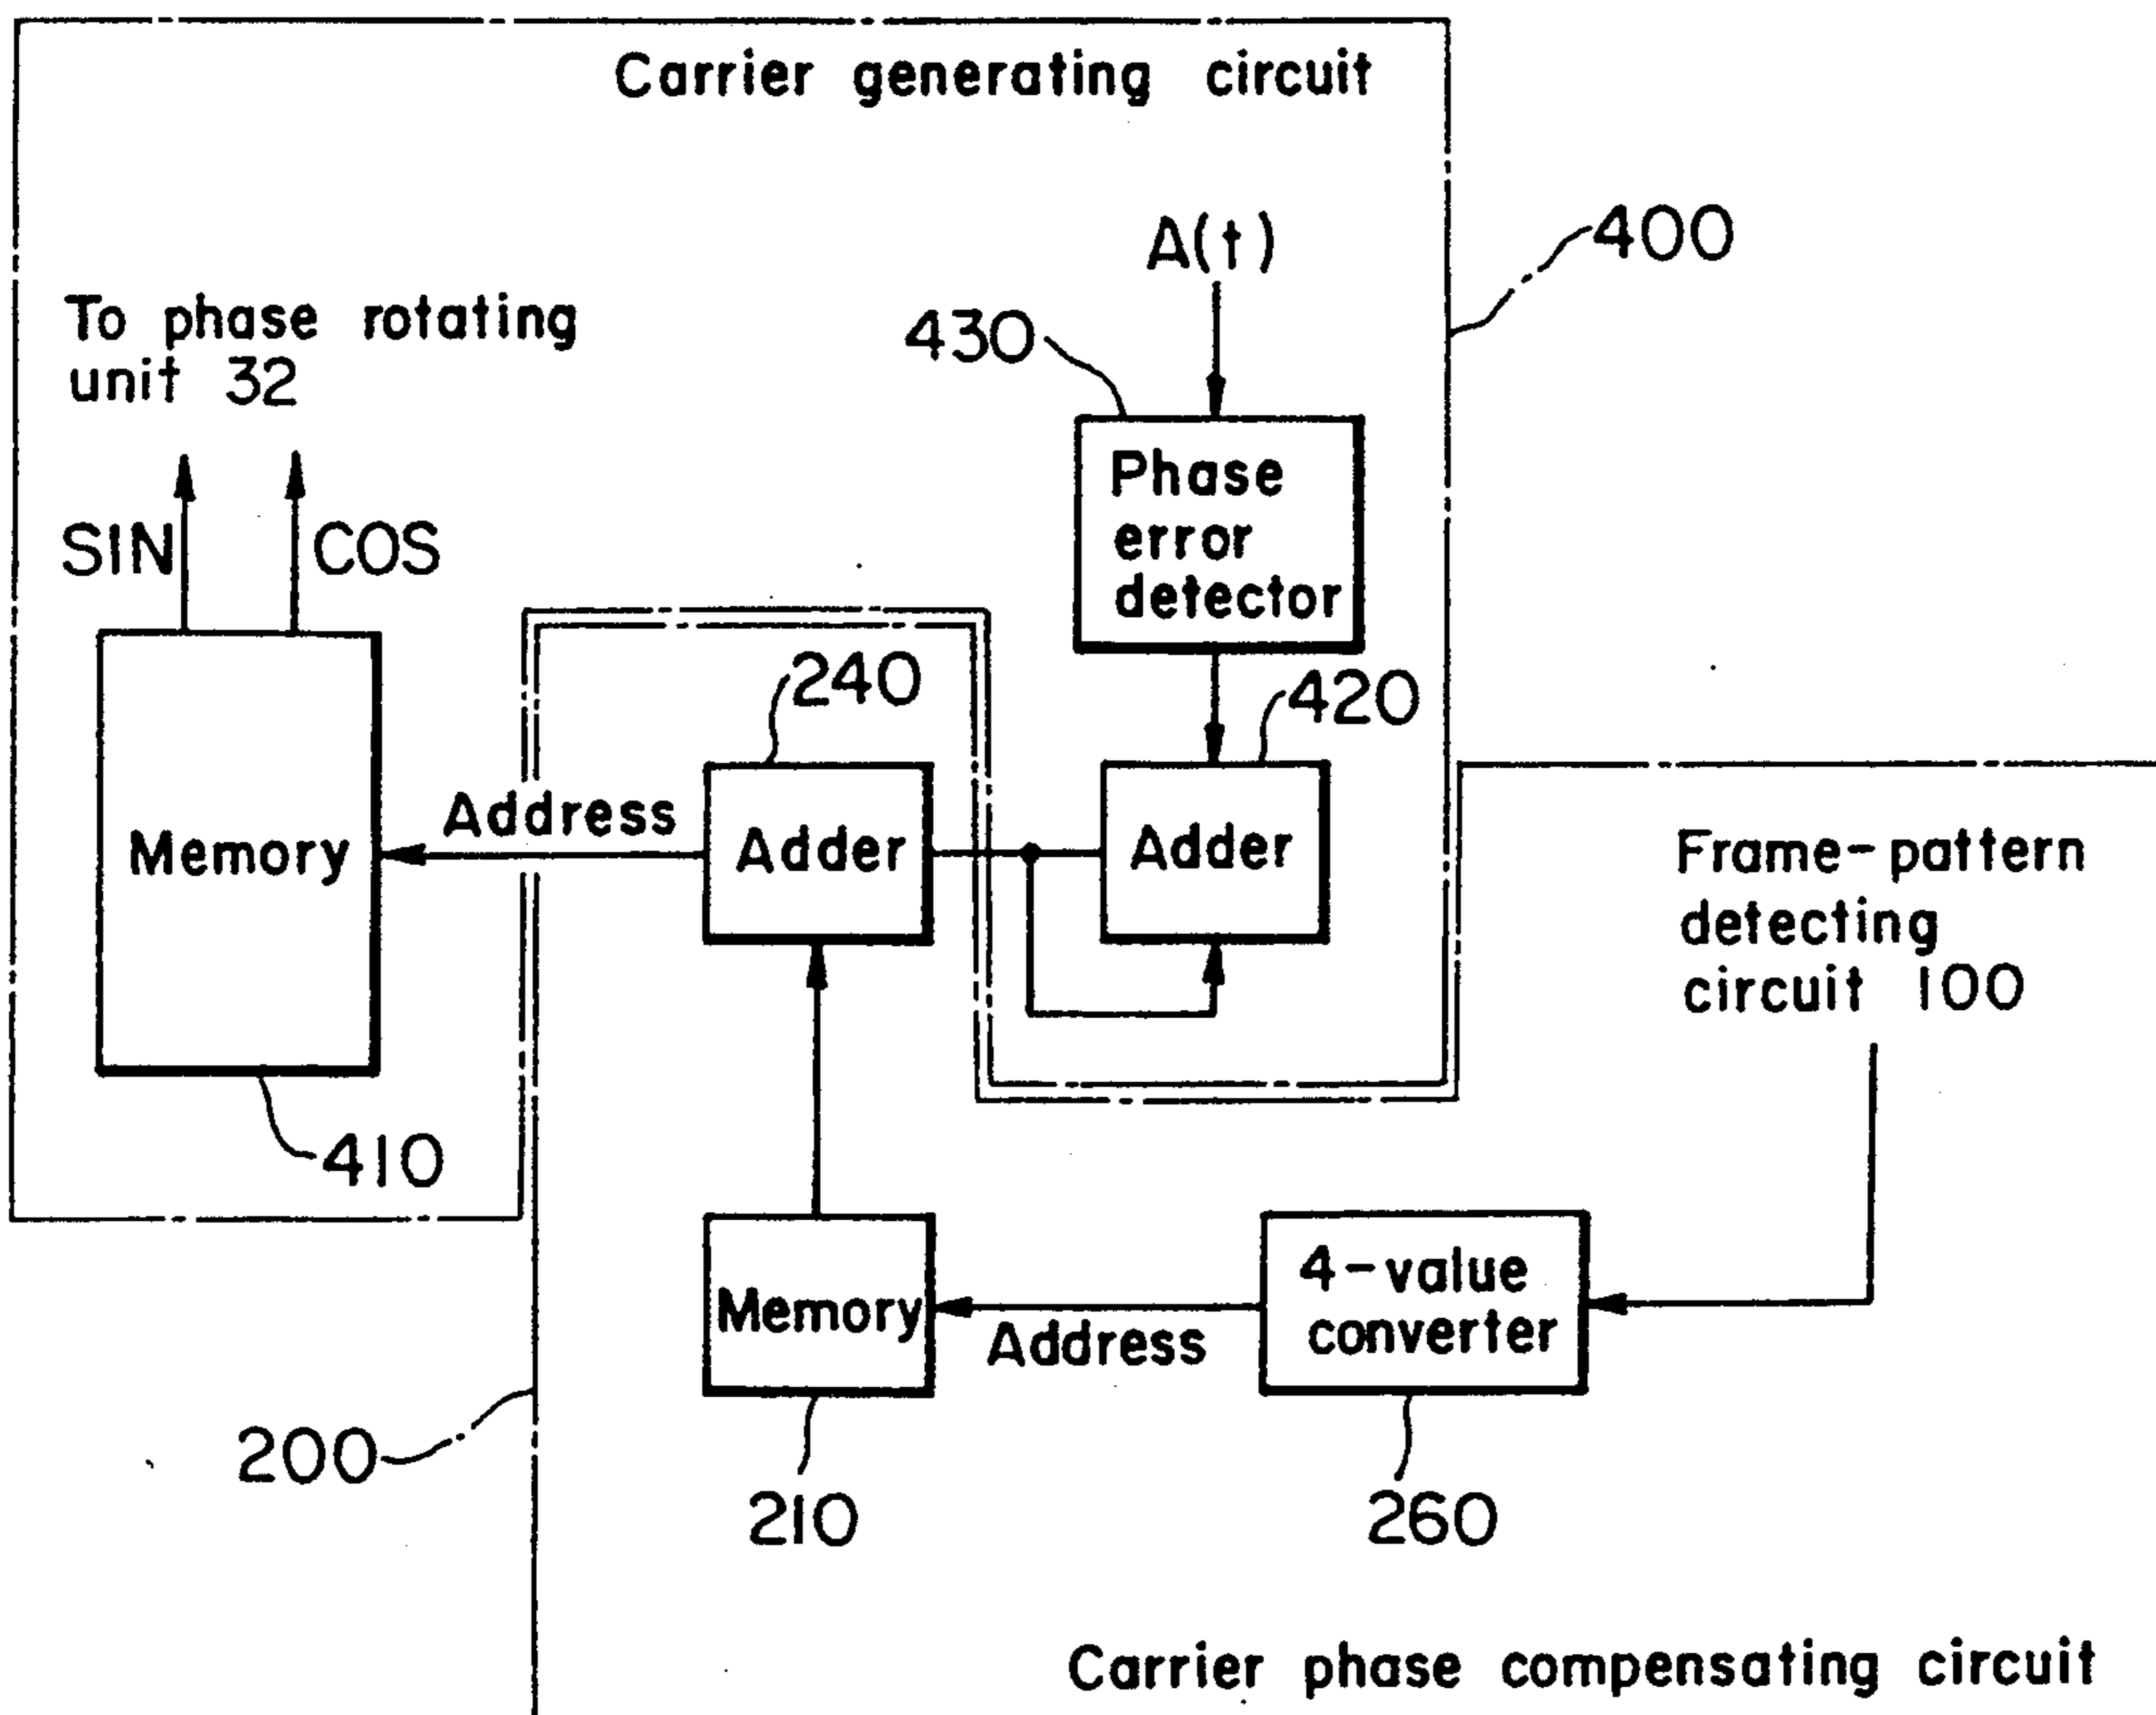 Carrier generating circuit
A(t)
400
To phase rotating
unit 32
430
Phase
error
detector
SIN
COS
240
420
Memory
Address
Adder
Adder
Frame-pattern
detecting
circuit 100
410
Memory
Address
4-value
converter
200
210
260
Carrier phase compensating circuit